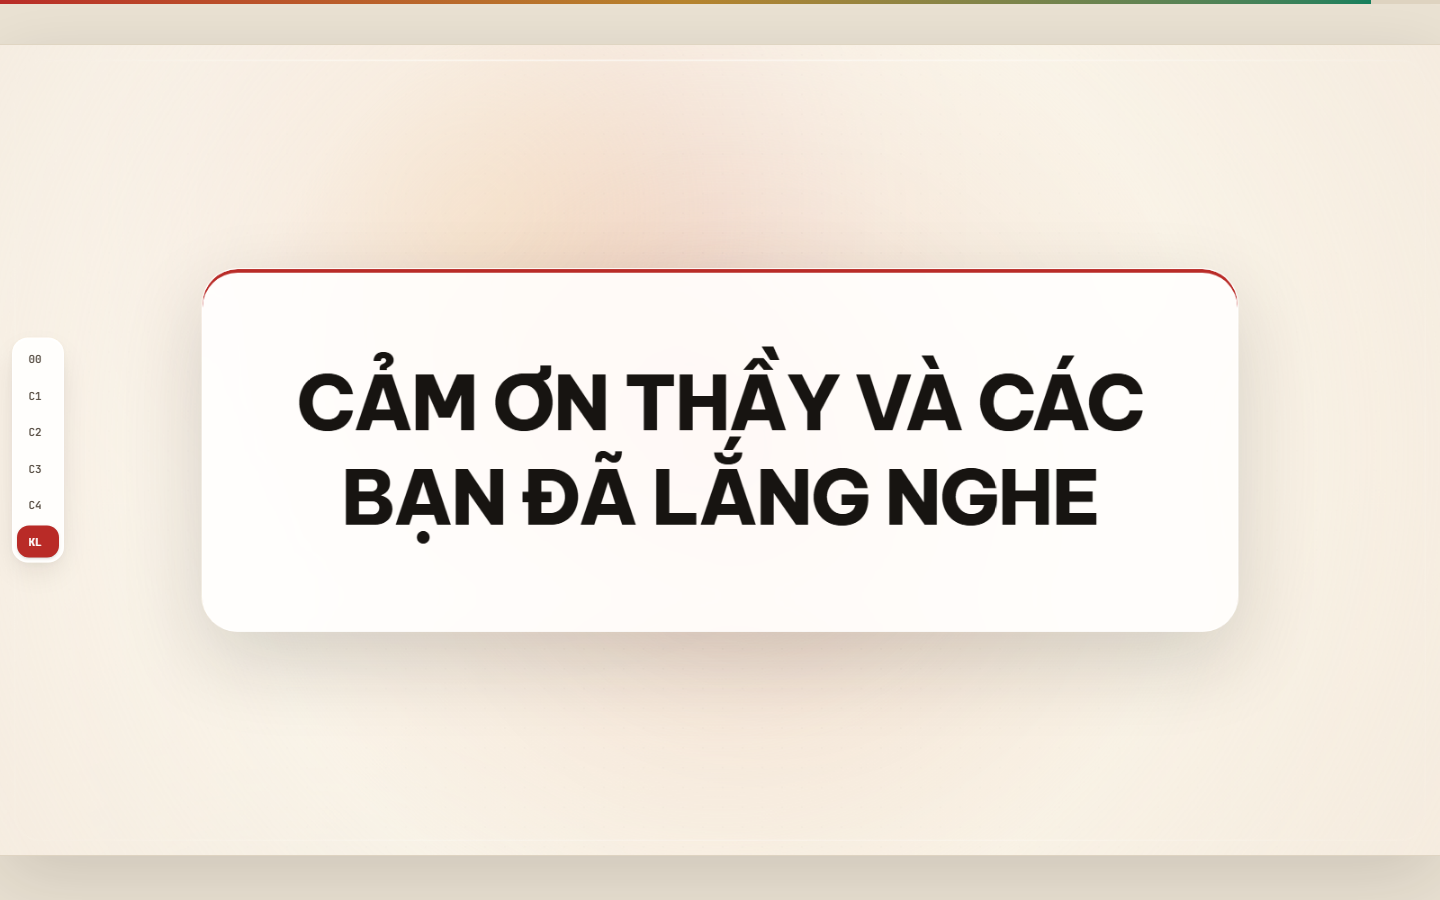 00
C1
C2
C3
C4
KL
CẢM ƠN THẦY VÀ CÁC
BẠN ĐÃ LẮNG NGHE